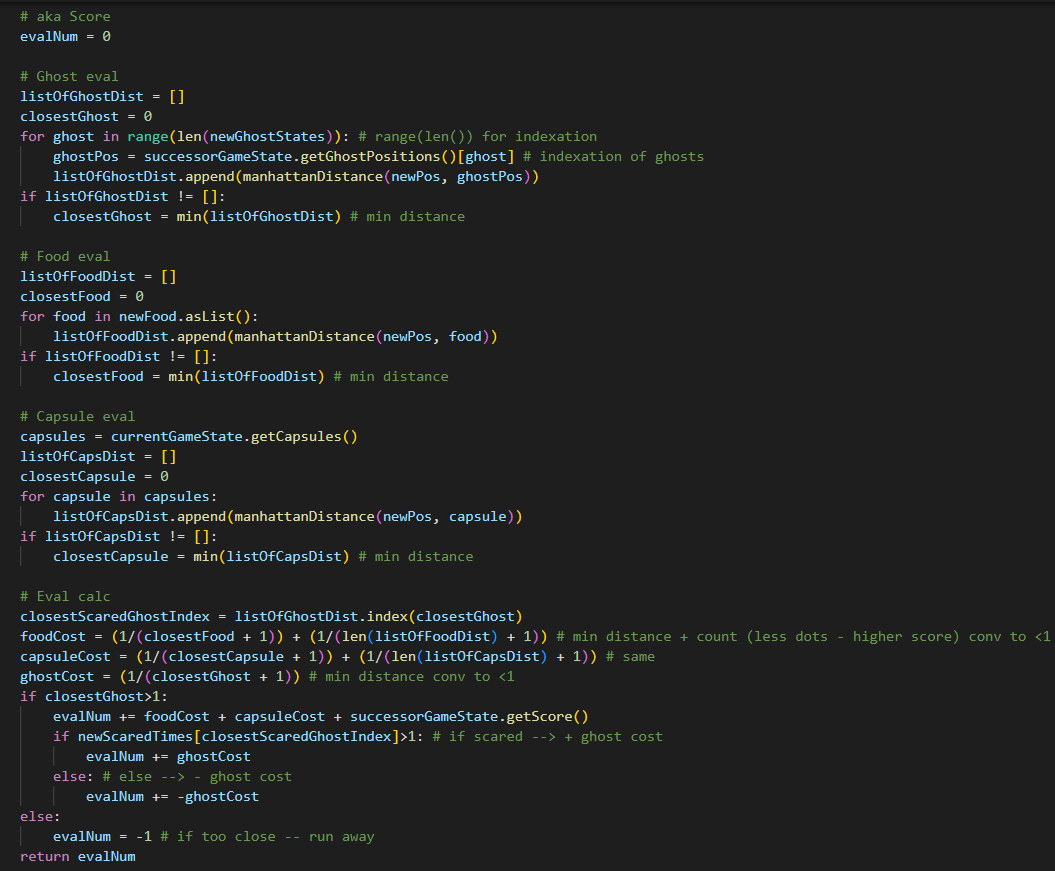 # aka Score
evalNum = 0
# Ghost eval
listOfGhostDist = []
closestGhost = 0
for ghost in range(len(newGhostStates)): # range(len()) for indexation
    ghostPos = successorGameState.getGhostPositions()[ghost] # indexation of ghosts
    listOfGhostDist.append(manhattanDistance(newPos, ghostPos))
if listOfGhostDist != []:
    closestGhost = min(listOfGhostDist) # min distance
# Food eval
listOfFoodDist = []
closestFood = 0
for food in newFood.asList():
    listOfFoodDist.append(manhattanDistance(newPos, food))
if listOfFoodDist != []:
    closestFood = min(listOfFoodDist) # min distance
# Capsule eval
capsules = currentGameState.getCapsules()
listOfCapsDist = []
closestCapsule = 0
for capsule in capsules:
    listOfCapsDist.append(manhattanDistance(newPos, capsule))
if listOfCapsDist != []:
    closestCapsule = min(listOfCapsDist) # min distance
# Eval calc
closestScaredGhostIndex = listOfGhostDist.index(closestGhost)
foodCost = (1/(closestFood + 1)) + (1/(len(listOfFoodDist) + 1)) # min distance + count (less dots - higher score) conv to <1
capsuleCost = (1/(closestCapsule + 1)) + (1/(len(listOfCapsDist) + 1)) # same
ghostCost = (1/(closestGhost + 1)) # min distance conv to <1
if closestGhost>1:
    evalNum += foodCost + capsuleCost + successorGameState.getScore()
    if newScaredTimes[closestScaredGhostIndex]>1: # if scared --> + ghost cost
        evalNum += ghostCost
    else: # else --> - ghost cost
        evalNum += -ghostCost
else:
    evalNum = -1 # if too close -- run away
return evalNum